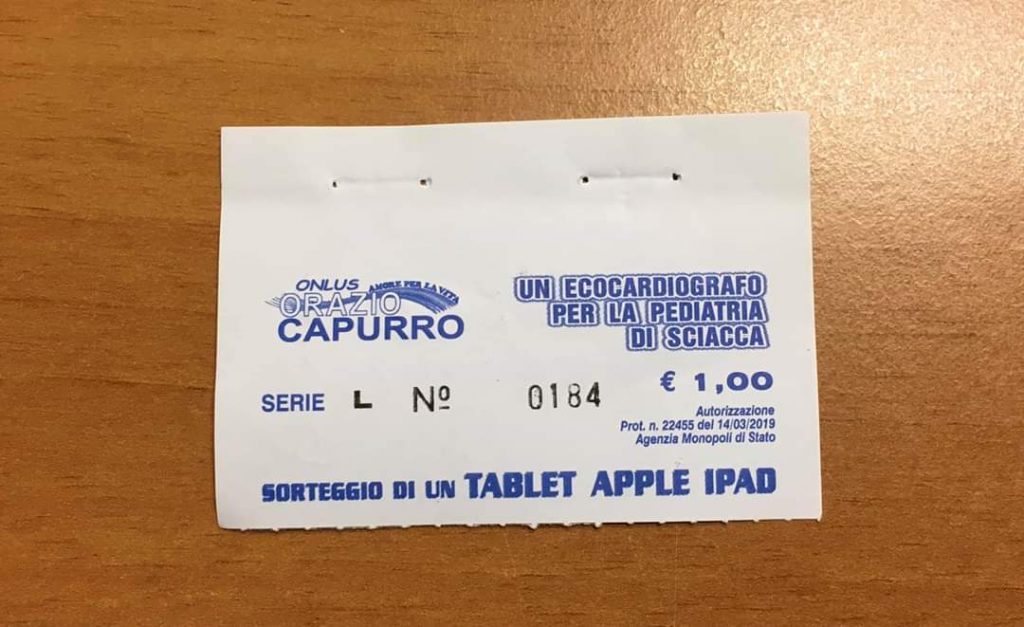 ONLUS
AMORE PER LA VITA
ORAZIO
CAPURRO
UN ECOCARDIOGRAFO
PER LA PEDIATRIA
DI SCIACCA
€ 1,00
SERIE L Nº 0184
Autorizzazione
Prot. n. 22455 del 14/03/2019
Agenzia Monopoli di Stato
SORTEGGIO DI UN TABLET APPLE IPAD